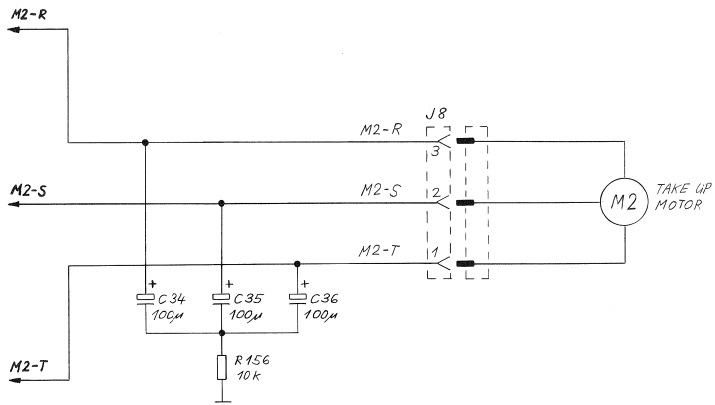 M2-R
J8
M2-R
3
M2-S
M2-S
2
M2
TAKE UP
MOTOR
M2-T
1
+
C34
100µ
+
C35
100µ
+
C36
100µ
M2-T
R156
10k